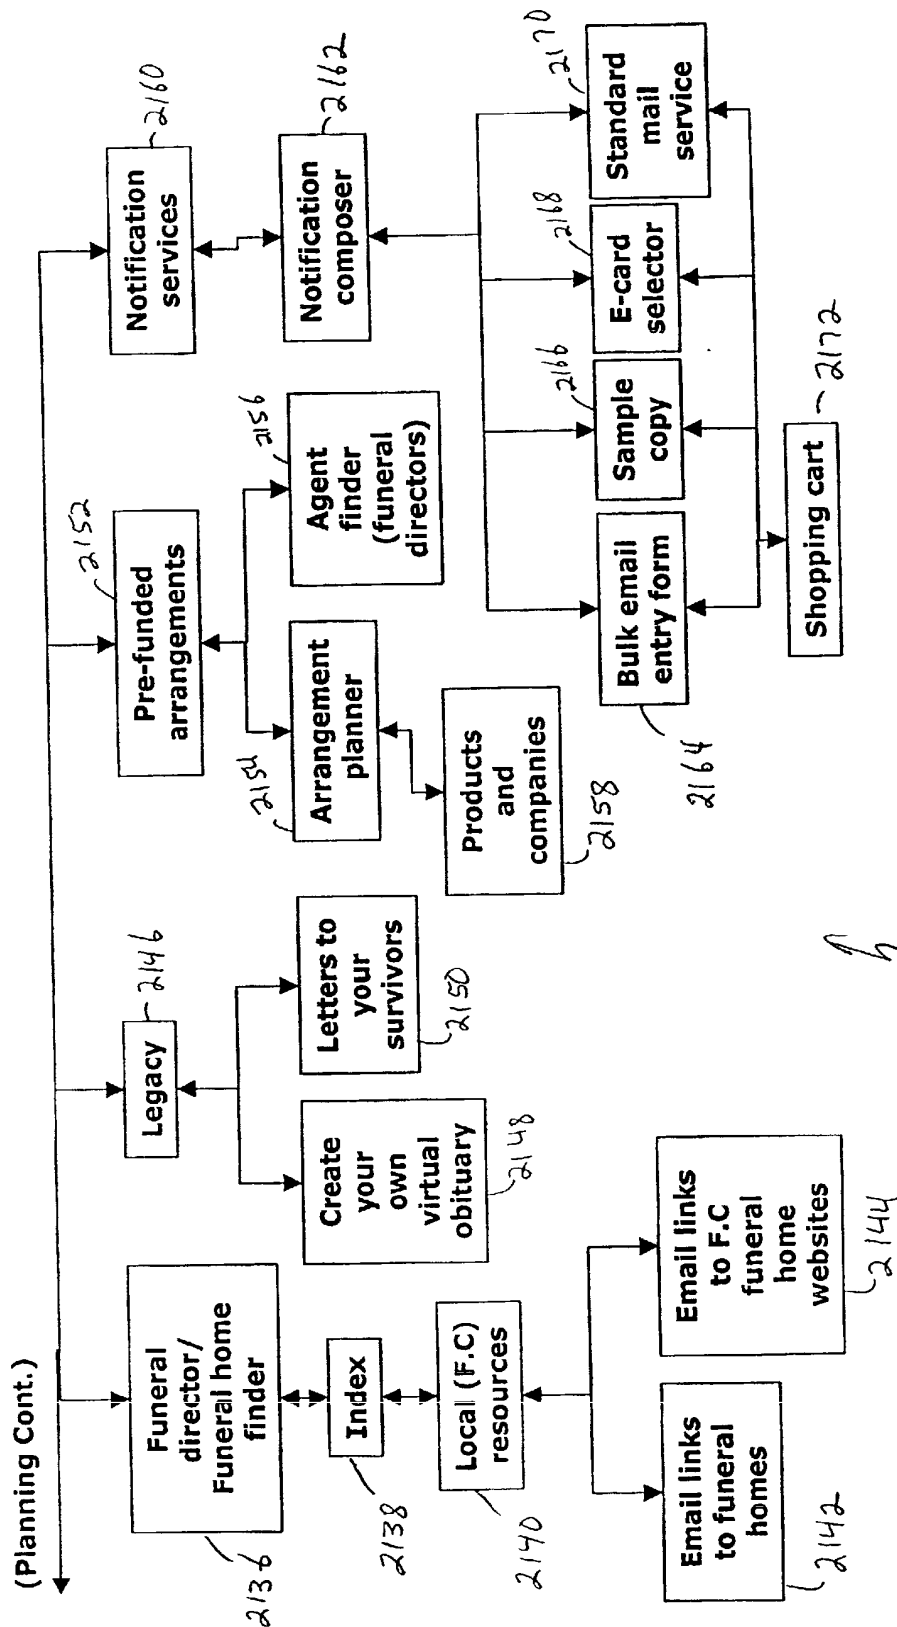 (Planning Cont.)
Funeral
director/
Funeral home
finder
2136
Index
2138
Local (F.C)
resources
2140
Email links
to funeral
homes
2142
Email links
to F.C
funeral
home
websites
2144
Legacy
2146
Create
your
own
virtual
obituary
2148
Letters to
your
survivors
2150
Pre-funded
arrangements
2152
Arrangement
planner
2154
Agent
finder
(funeral
directors)
2156
Products
and
companies
2158
Notification
services
2160
Notification
composer
2162
Bulk email
entry form
2164
Sample
copy
2166
E-card
selector
2168
Standard
mail
service
2170
Shopping cart
2172